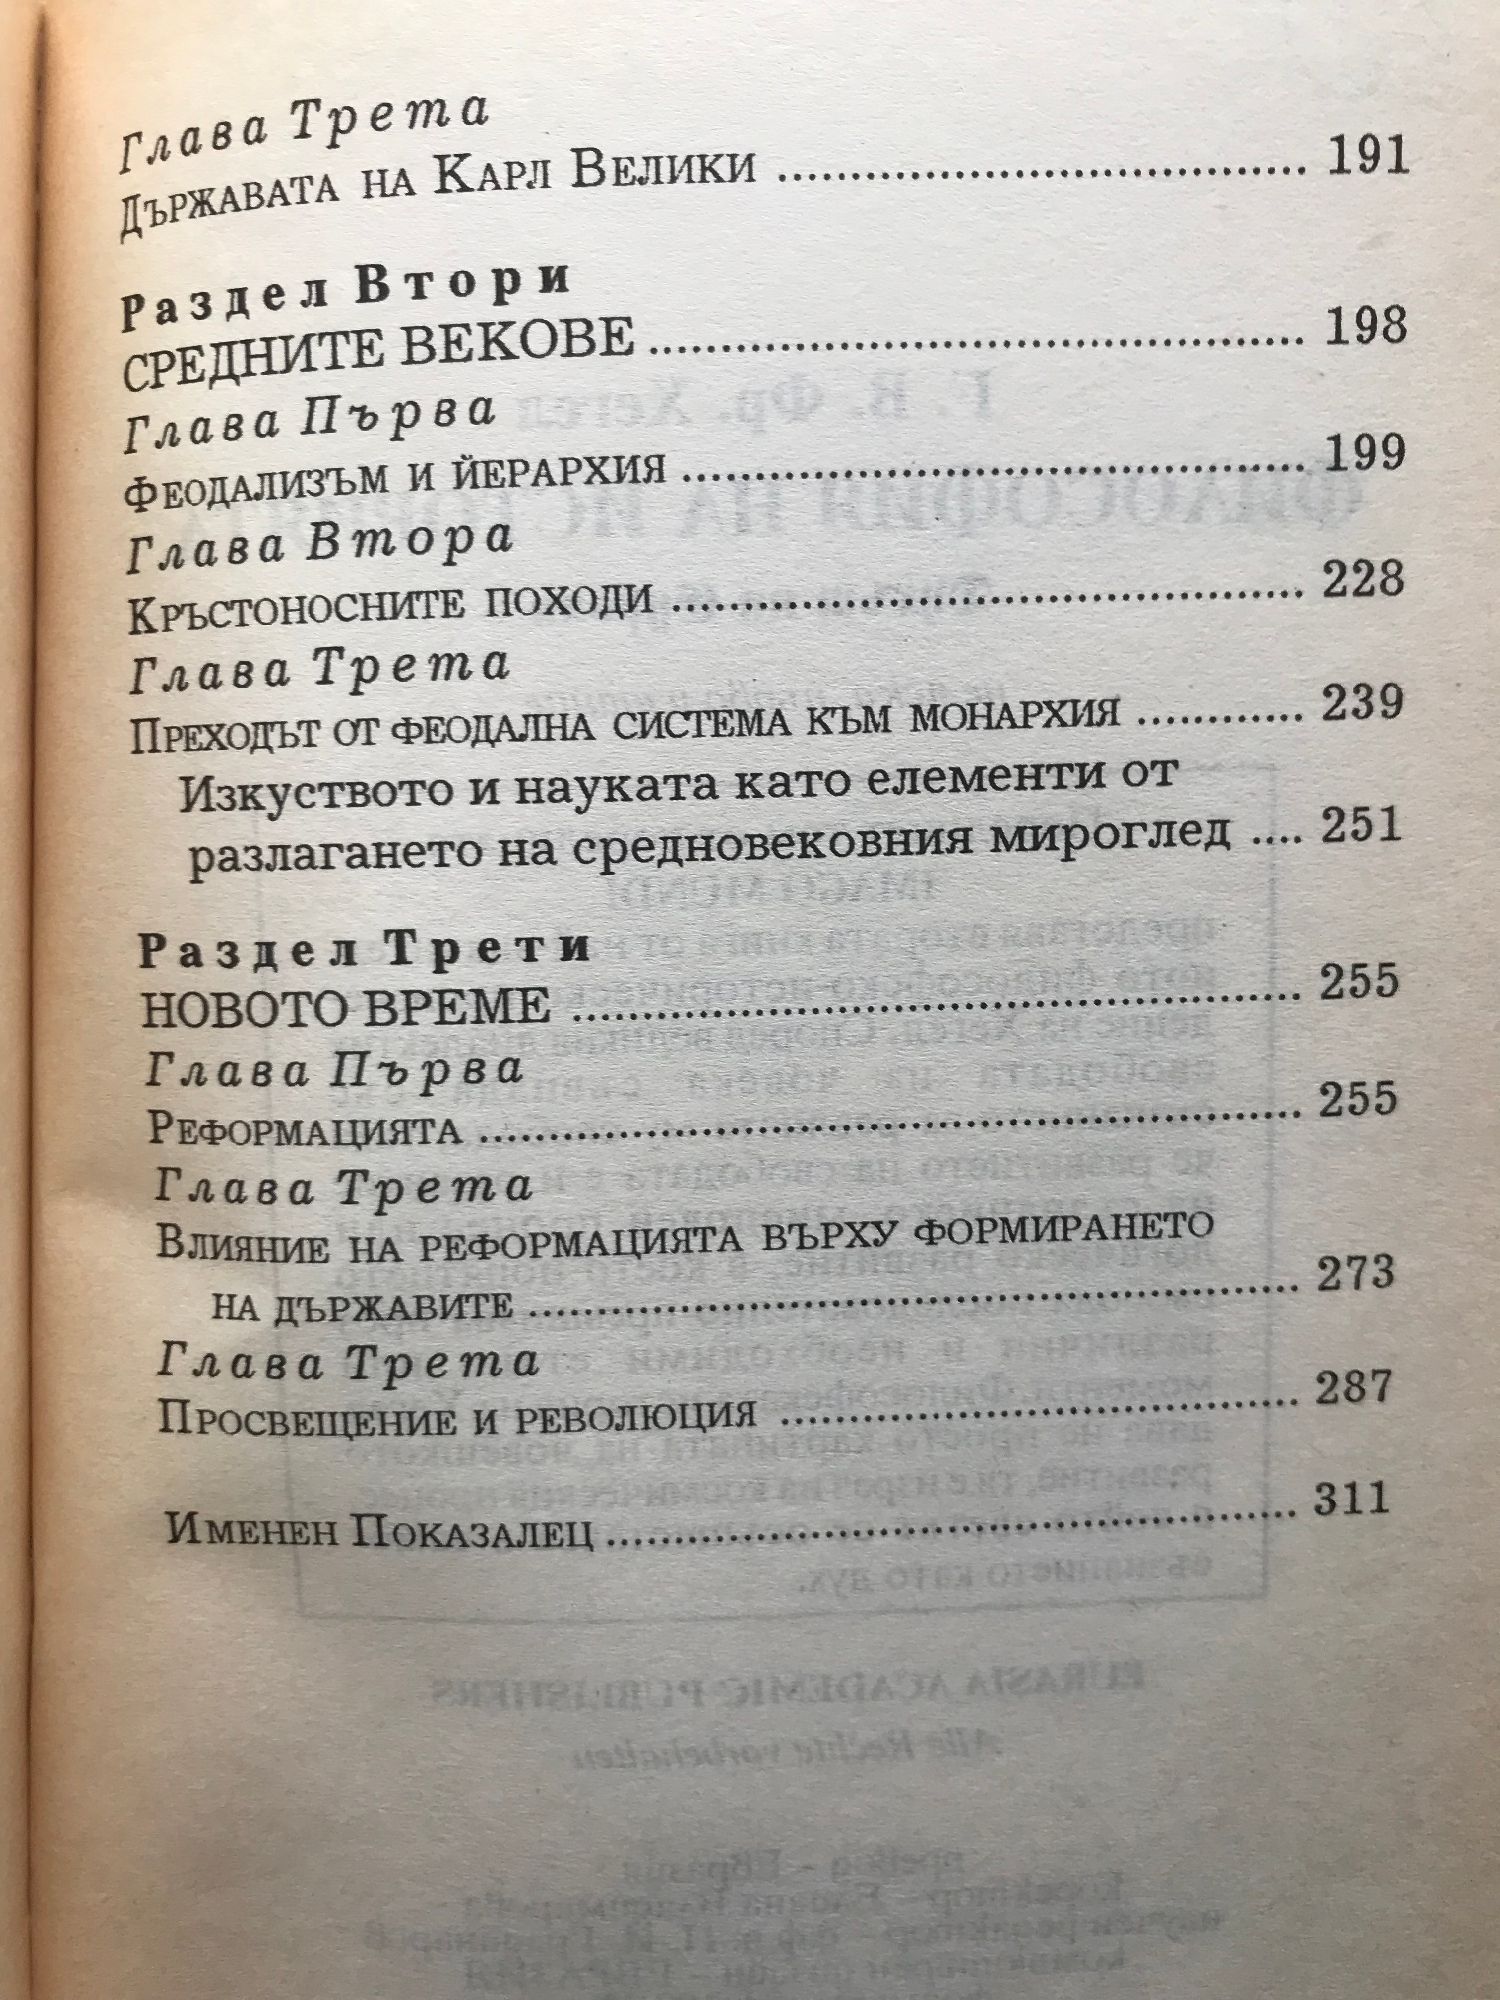 Глава Трета
Държавата на Карл Велики ........ 191
Раздел Втори
СРЕДНИТЕ ВЕКОВЕ ........ 198
Глава Първа
Феодализъм и йерархия ........ 199
Глава Втора
Кръстоносните походи ........ 228
Глава Трета
Преходът от феодална система към монархия ........ 239
Изкуството и науката като елементи от
разлагането на средновековния мироглед .... 251
Раздел Трети
НОВОТО ВРЕМЕ ........ 255
Глава Първа
Реформацията ........ 255
Глава Трета
Влияние на реформацията върху формирането
на държавите ........ 273
Глава Трета
Просвещение и революция ........ 287
Именен Показалец ........ 311